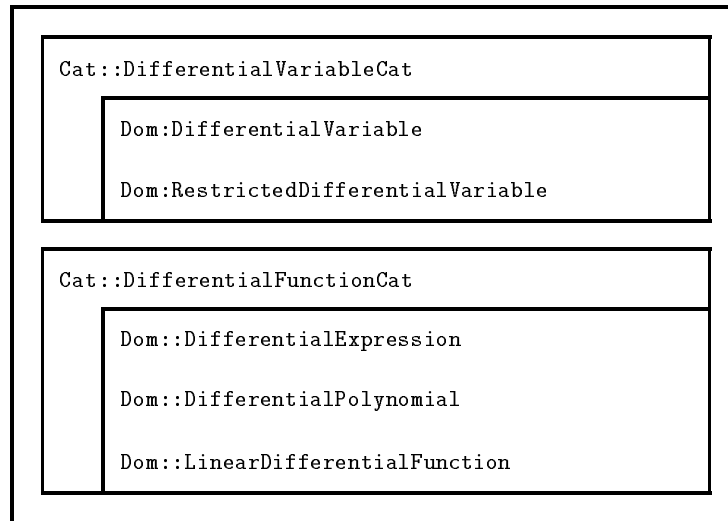 Cat::DifferentialVariableCat
Dom:DifferentialVariable
Dom:RestrictedDifferentialVariable
Cat::DifferentialFunctionCat
Dom::DifferentialExpression
Dom::DifferentialPolynomial
Dom::LinearDifferentialFunction